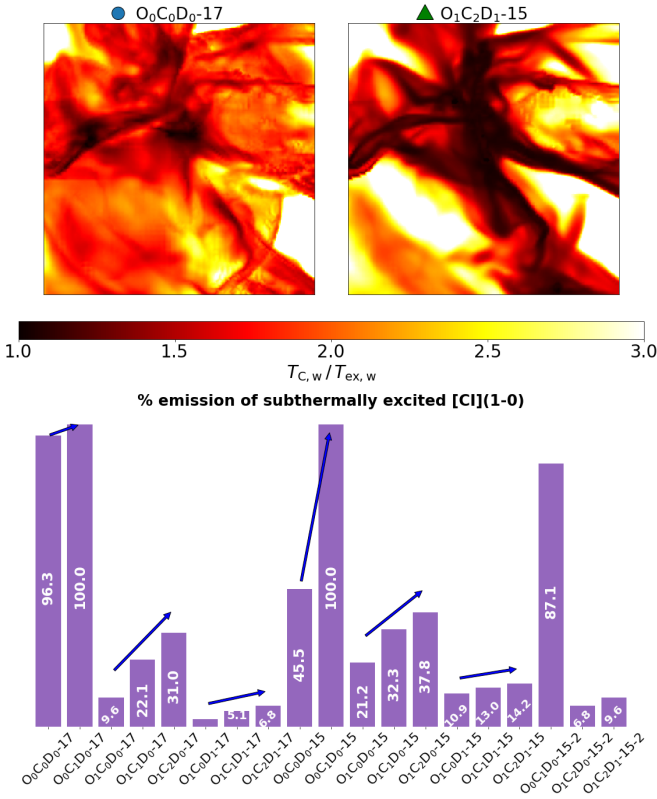 O₀C₀D₀-17 O₁C₂D₁-15
1.0 1.5 2.0 2.5 3.0
T_C, w / T_ex, w
% emission of subthermally excited [CI](1-0)
96.3 100.0 9.6 22.1 31.0 5.1 6.8 45.5 100.0 21.2 32.3 37.8 10.9 13.0 14.2 87.1 6.8 9.6
O₀C₀D₀-17 O₀C₁D₀-17 O₁C₀D₀-17 O₁C₁D₀-17 O₁C₂D₀-17 O₁C₀D₁-17 O₁C₁D₁-17 O₁C₂D₁-17 O₀C₀D₀-15 O₀C₁D₀-15 O₁C₀D₀-15 O₁C₁D₀-15 O₁C₂D₀-15 O₁C₀D₁-15 O₁C₁D₁-15 O₁C₂D₁-15 O₀C₁D₀-15-2 O₁C₂D₀-15-2 O₁C₂D₁-15-2